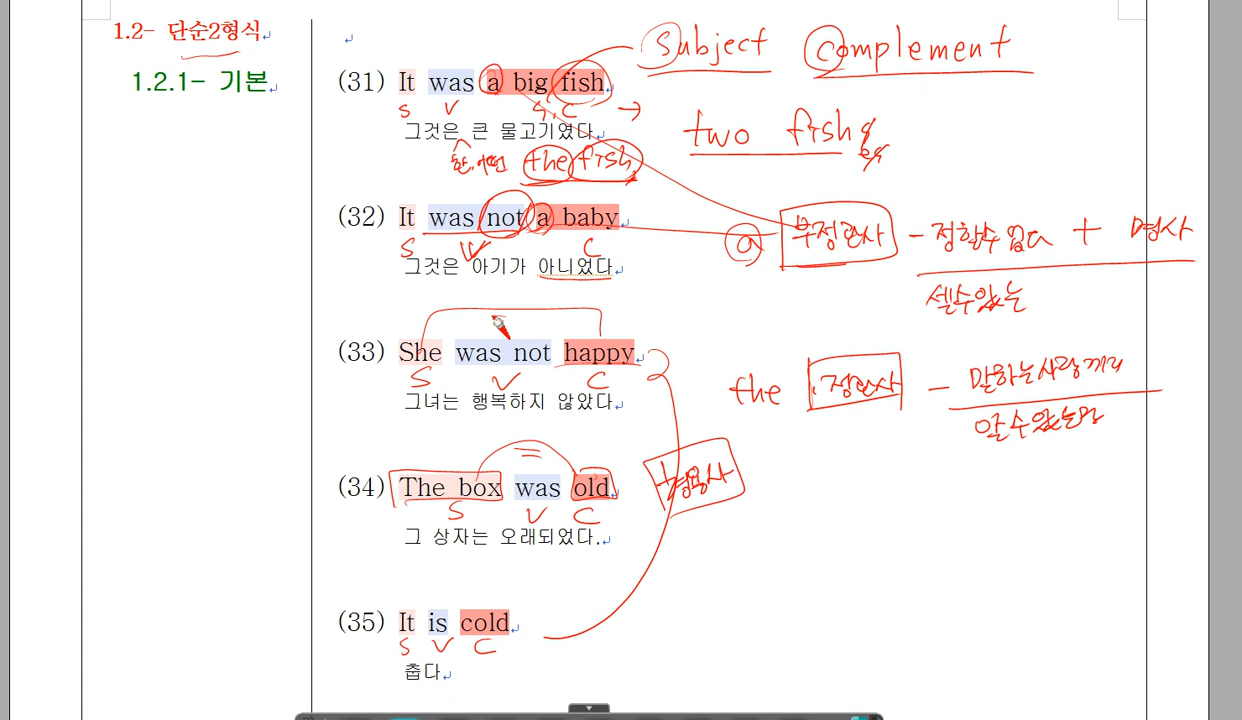 1.2- 단순2형식
1.2.1- 기본
Subject Complement
(31) It was a big fish
S V S.C →
그것은 큰 물고기였다.
two fish es
한, 어떤 the fish
(32) It was not a baby
S V C
그것은 아기가 아니었다
a 부정관사 - 정할수 없다 + 명사
셀수있는
(33) She was not happy
S V C
그녀는 행복하지 않았다
the 정관사 - 말하는사람끼리
알수있는
=
(34) The box was old
S V C
그 상자는 오래되었다.
형용사
(35) It is cold
S V C
춥다